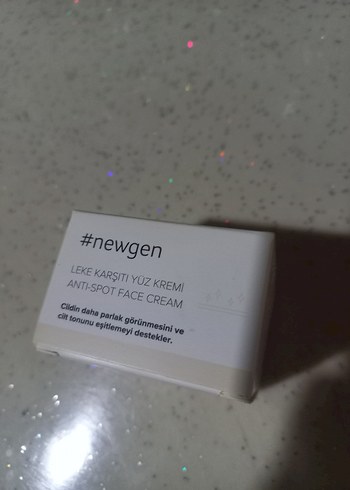 #newgen
LEKE KARŞITI YÜZ KREMİ
ANTI-SPOT FACE CREAM
Cildin daha parlak görünmesini ve
cilt tonunu eşitlemeyi destekler.